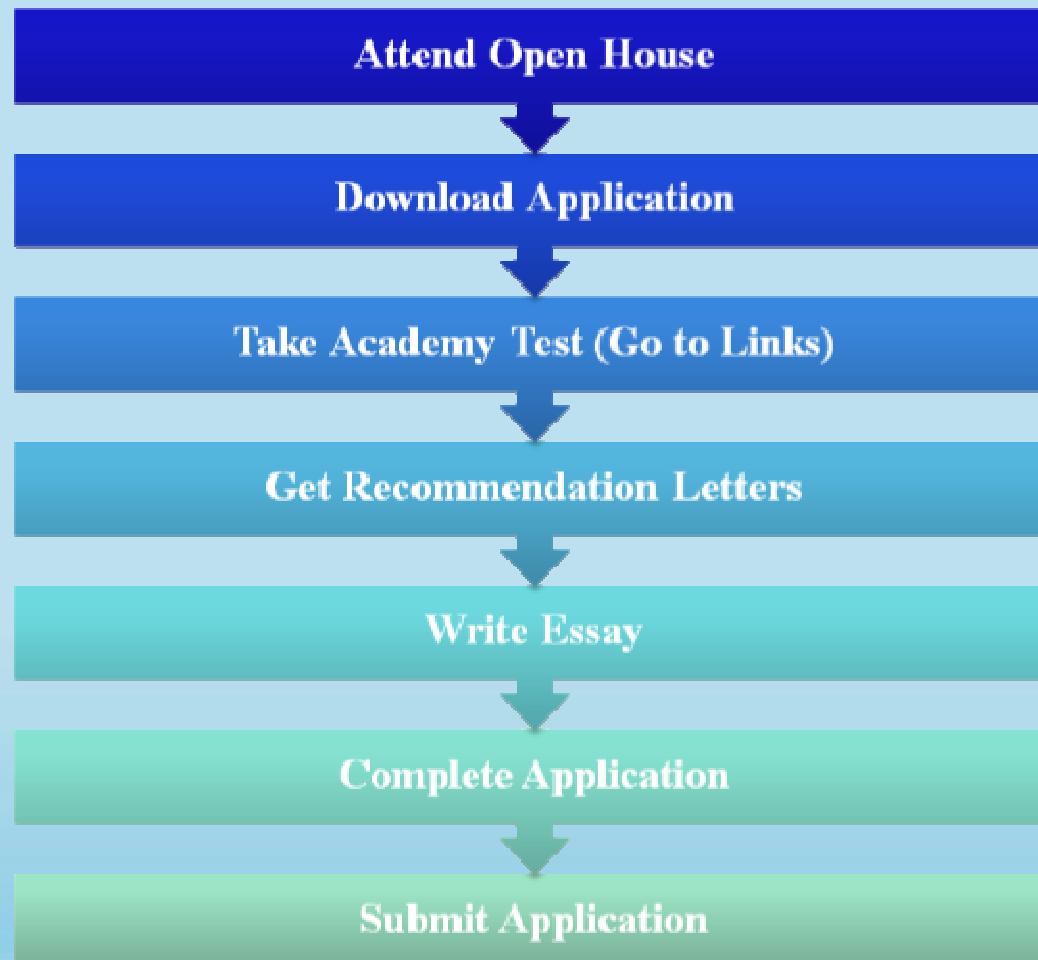 Attend Open House
Download Application
Take Academy Test (Go to Links)
Get Recommendation Letters
Write Essay
Complete Application
Submit Application